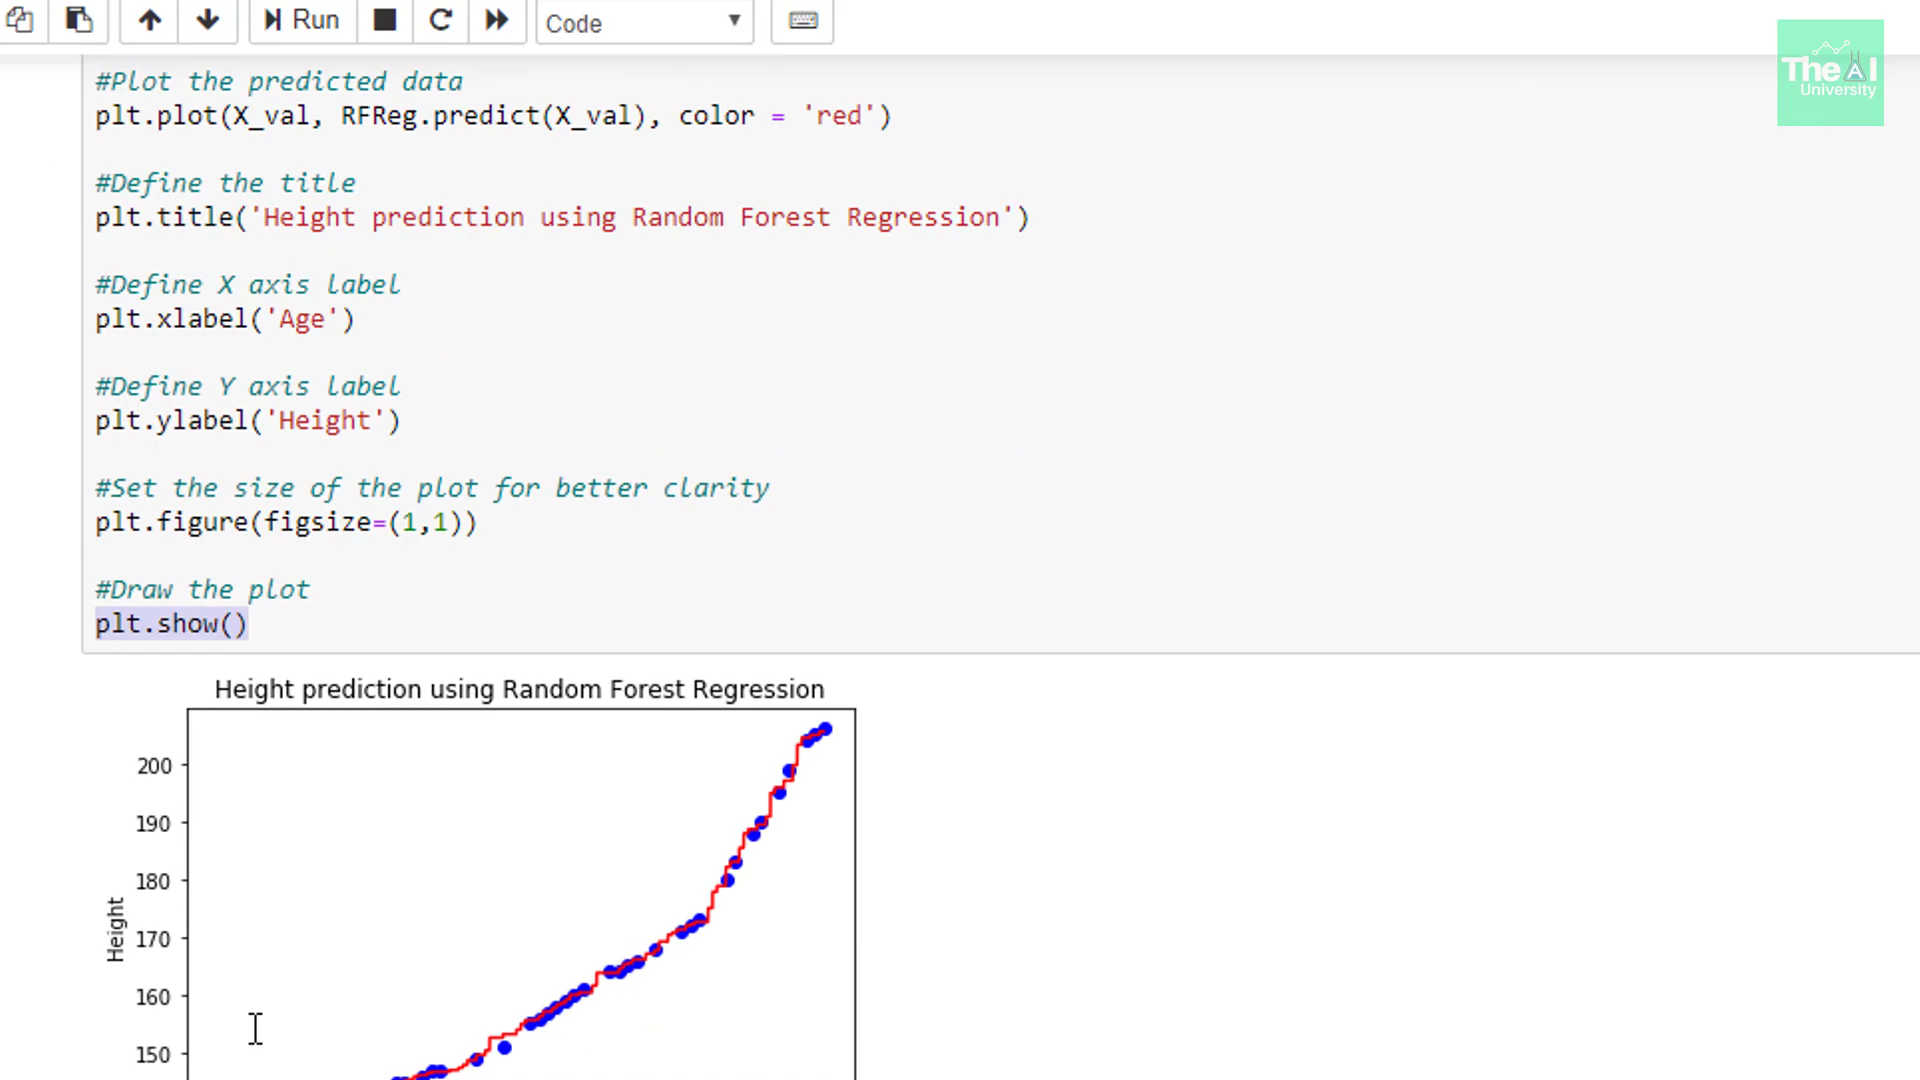 Run
Code
The AI
University
#Plot the predicted data
plt.plot(X_val, RFReg.predict(X_val), color = 'red')
#Define the title
plt.title('Height prediction using Random Forest Regression')
#Define X axis label
plt.xlabel('Age')
#Define Y axis label
plt.ylabel('Height')
#Set the size of the plot for better clarity
plt.figure(figsize=(1,1))
#Draw the plot
plt.show()
Height prediction using Random Forest Regression
200
190
180
170
160
150
Height